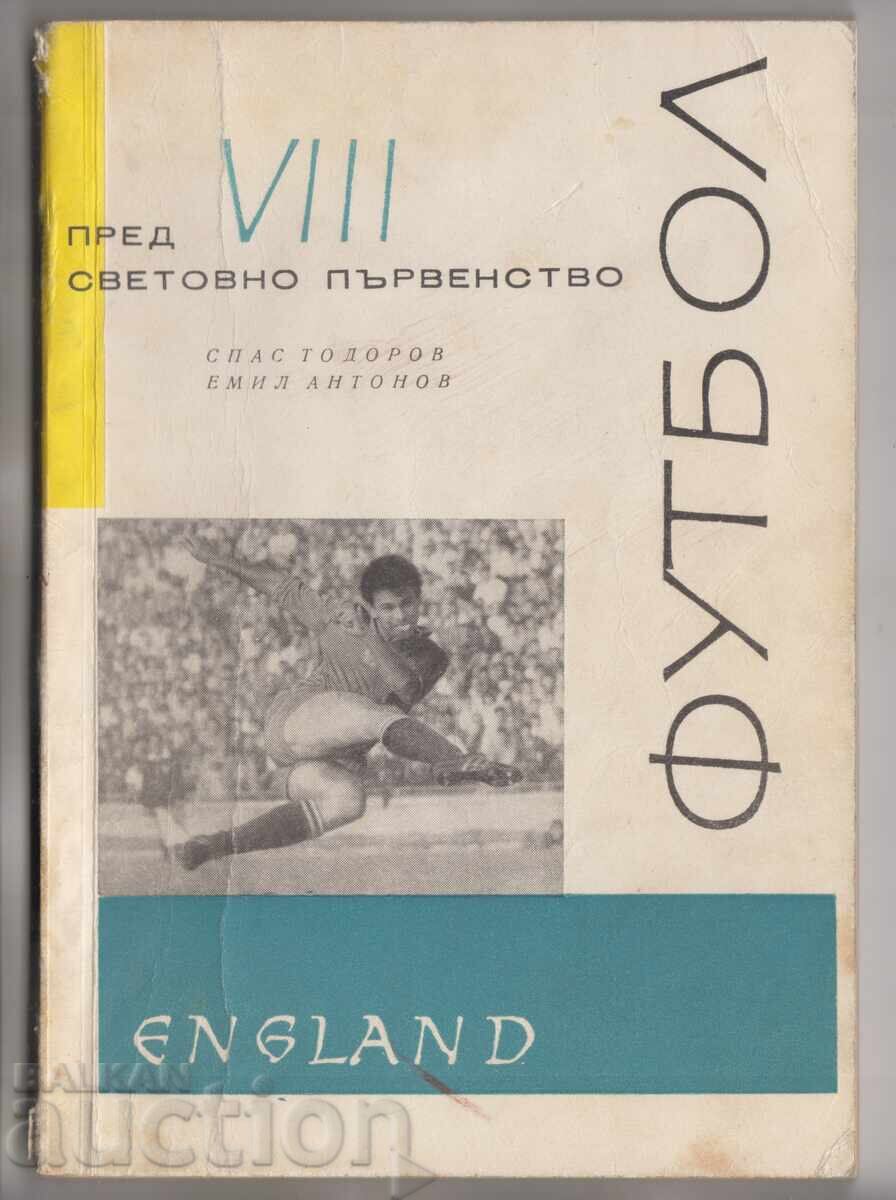 ПРЕД VIII
СВЕТОВНО ПЪРВЕНСТВО
СПАС ТОДОРОВ
ЕМИЛ АНТОНОВ
ФУТБОЛ
ENGLAND
BALKAN
auction